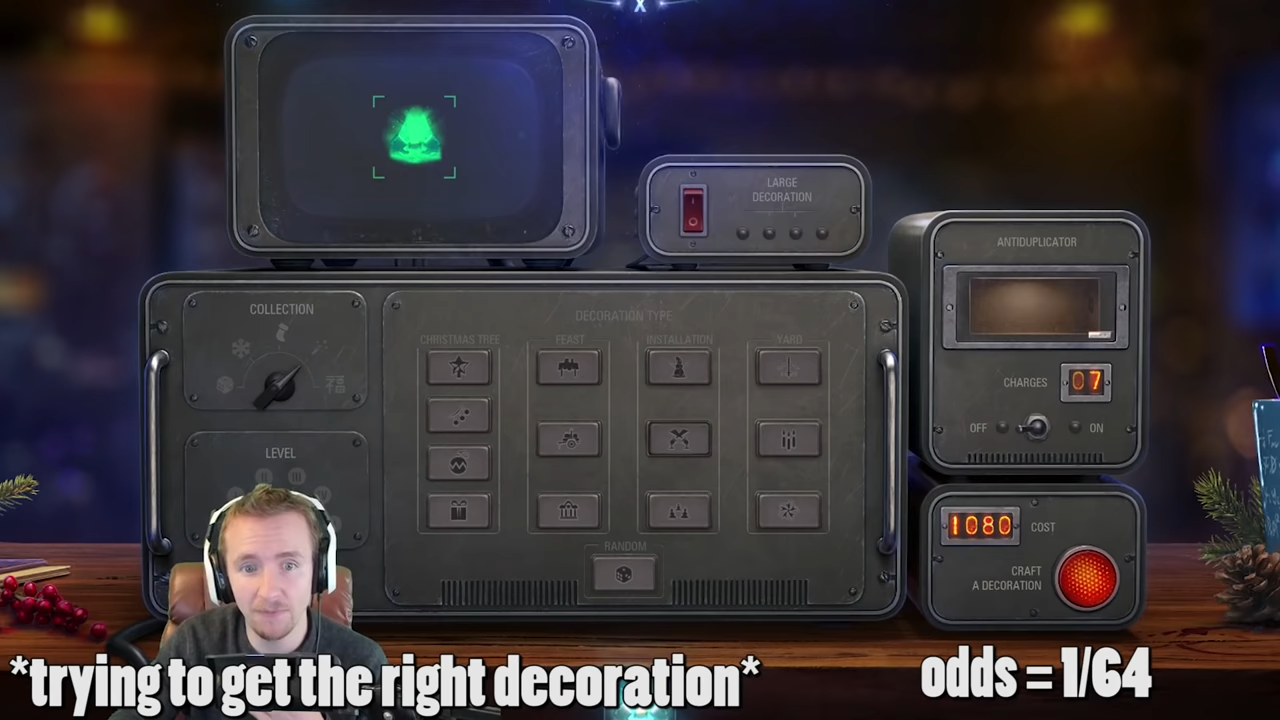 LARGE
DECORATION
ANTIDUPLICATOR
COLLECTION
DECORATION TYPE
CHRISTMAS TREE
FEAST
INSTALLATION
YARD
CHARGES
07
OFF
ON
LEVEL
RANDOM
1080
COST
CRAFT
A DECORATION
*trying to get the right decoration*
odds = 1/64